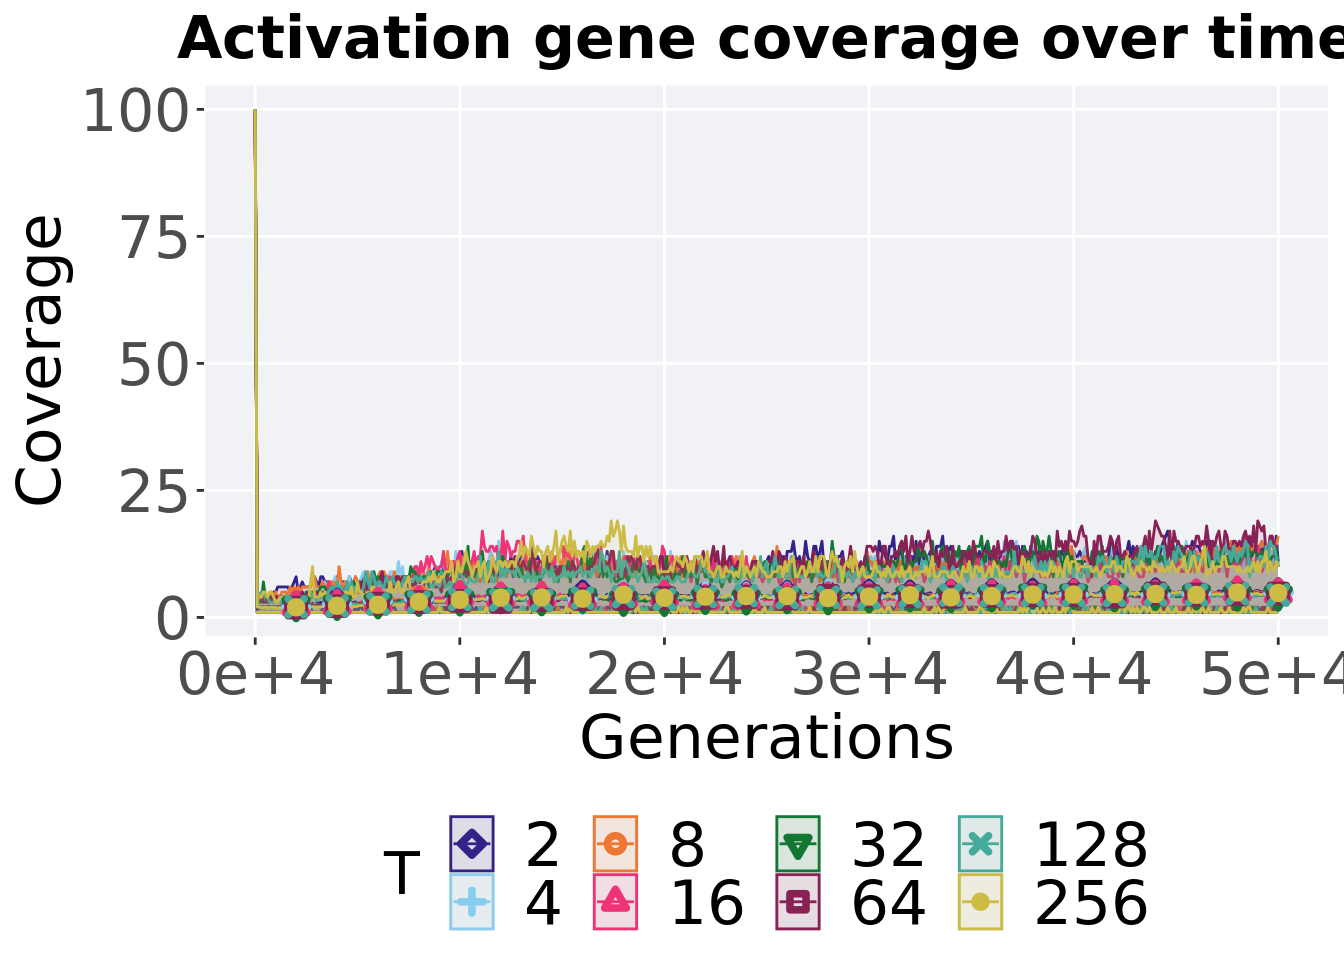 Activation gene coverage over time
100
75
50
25
0
Coverage
0e+4 1e+4 2e+4 3e+4 4e+4 5e+4
Generations
T
2 8 32 128
4 16 64 256